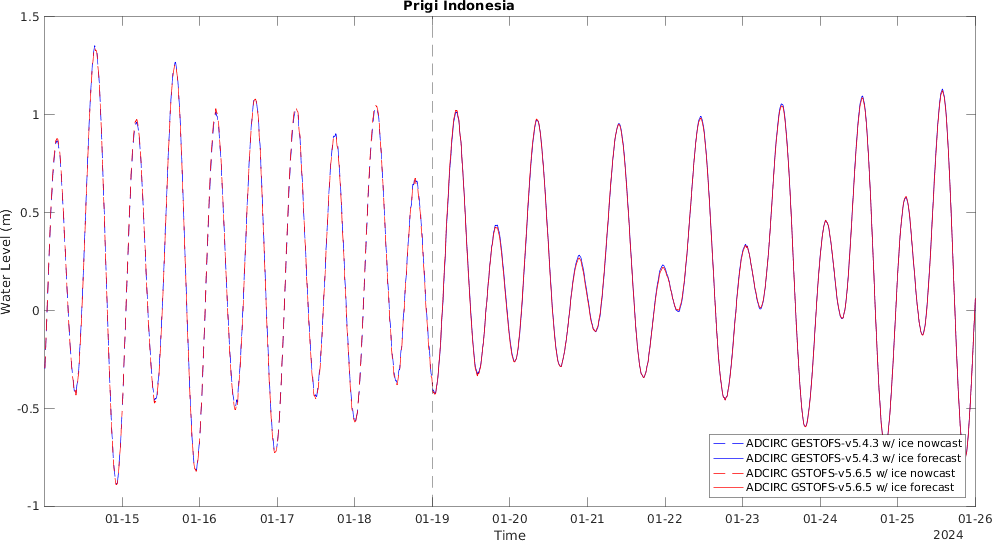 Prigi Indonesia
1.5
1
0.5
0
-0.5
-1
Water Level (m)
01-15 01-16 01-17 01-18 01-19 01-20 01-21 01-22 01-23 01-24 01-25 01-26
Time
2024
ADCIRC GESTOFS-v5.4.3 w/ ice nowcast
ADCIRC GESTOFS-v5.4.3 w/ ice forecast
ADCIRC GSTOFS-v5.6.5 w/ ice nowcast
ADCIRC GSTOFS-v5.6.5 w/ ice forecast